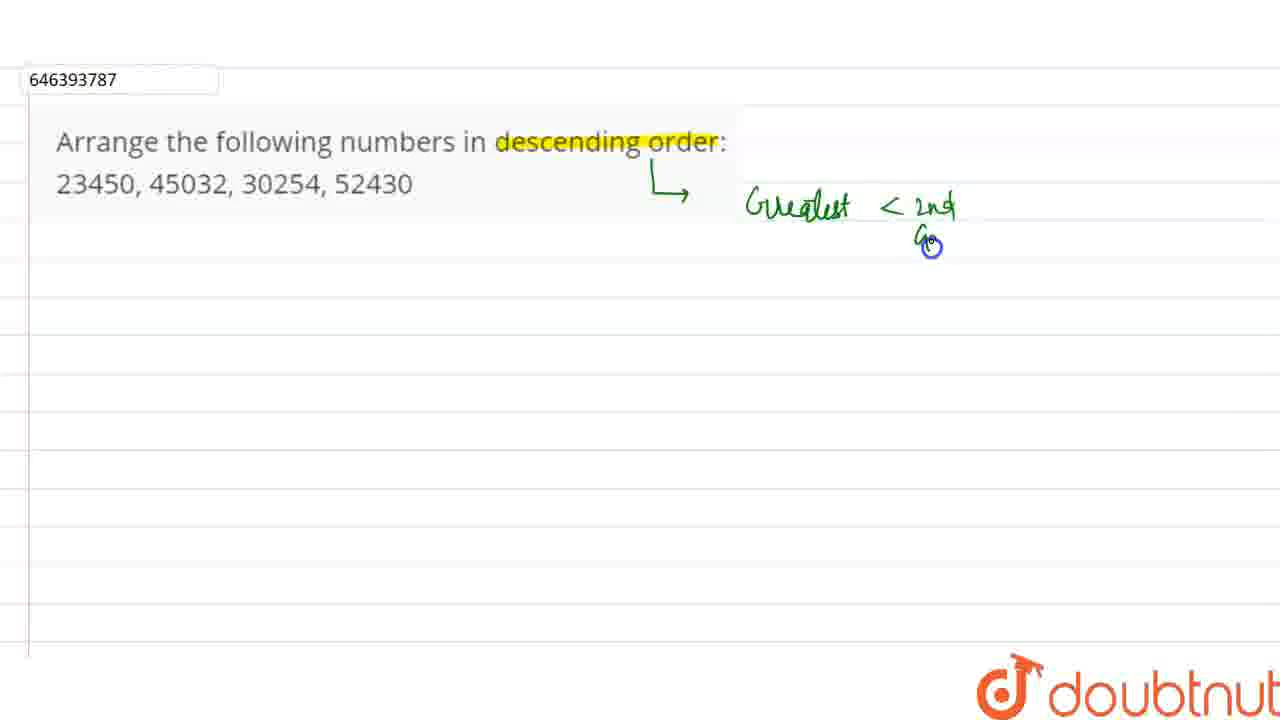 646393787
Arrange the following numbers in descending order:
23450, 45032, 30254, 52430
Greatest < 2nd
doubtnut